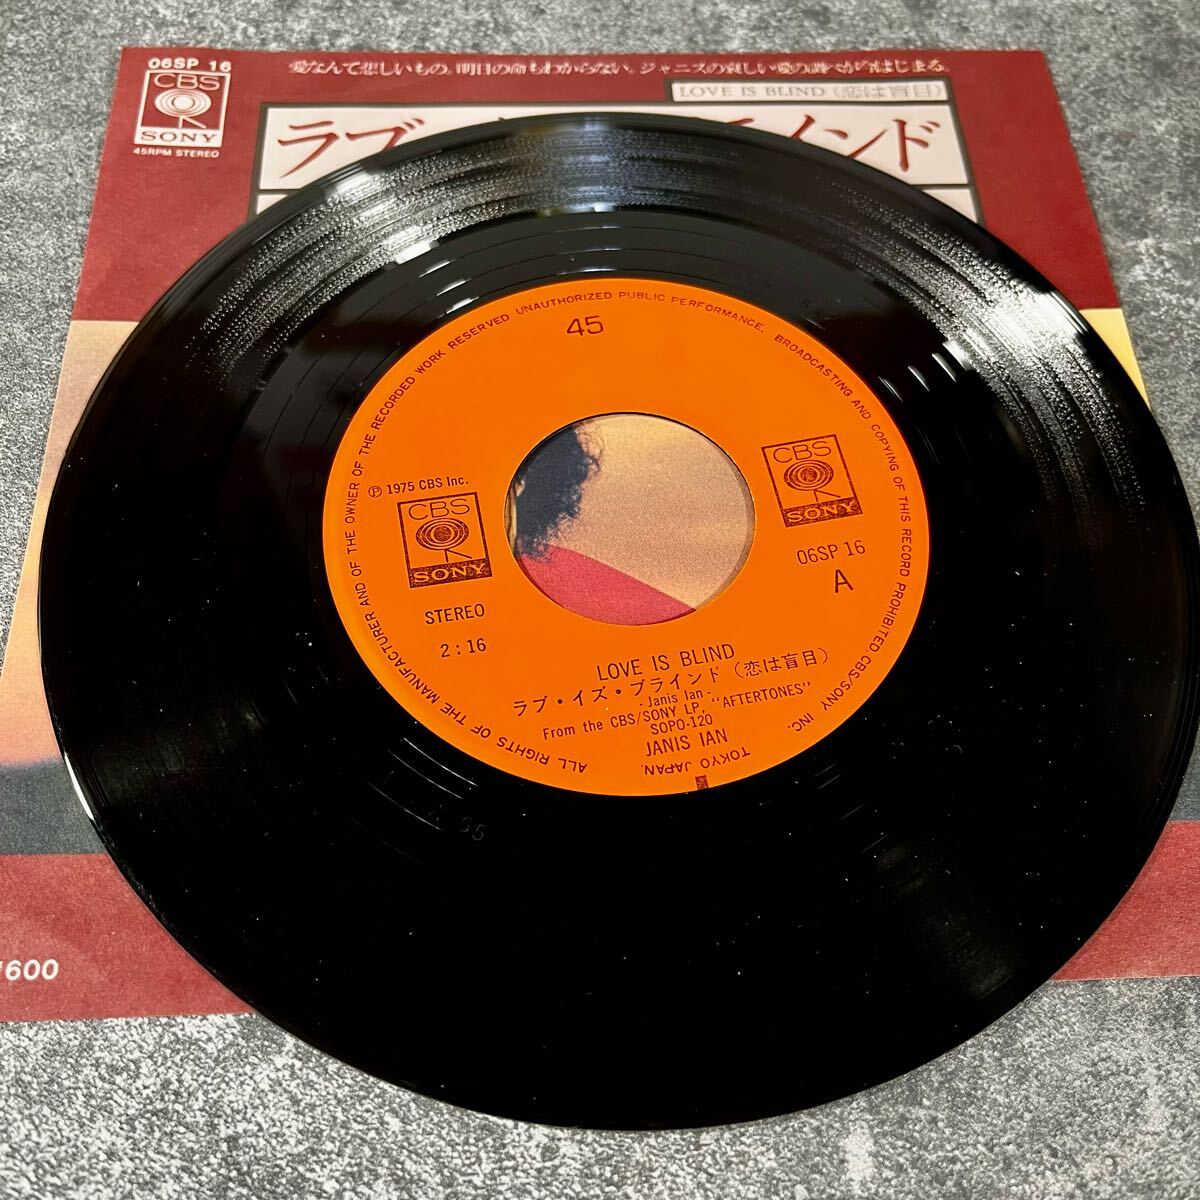 06SP 16
CBS
SONY
45RPM STEREO
愛なんて悲しいもの。明日の命もわからない。ジャニスの哀しい愛の調べが今はじまる。
LOVE IS BLIND (恋は盲目)
ラブ インド
¥600
ALL RIGHTS OF THE MANUFACTURER AND OF THE OWNER OF THE RECORDED WORK RESERVED UNAUTHORIZED PUBLIC PERFORMANCE. BROADCASTING AND COPYING OF THIS RECORD PROHIBITED. CBS/SONY INC. TOKYO JAPAN.
45
Ⓟ 1975 CBS Inc.
CBS
SONY
STEREO
2:16
CBS
SONY
06SP 16
A
LOVE IS BLIND
ラブ・イズ・ブラインド (恋は盲目)
- Janis Ian -
From the CBS/SONY LP, "AFTERTONES"
SOPO-120
JANIS IAN